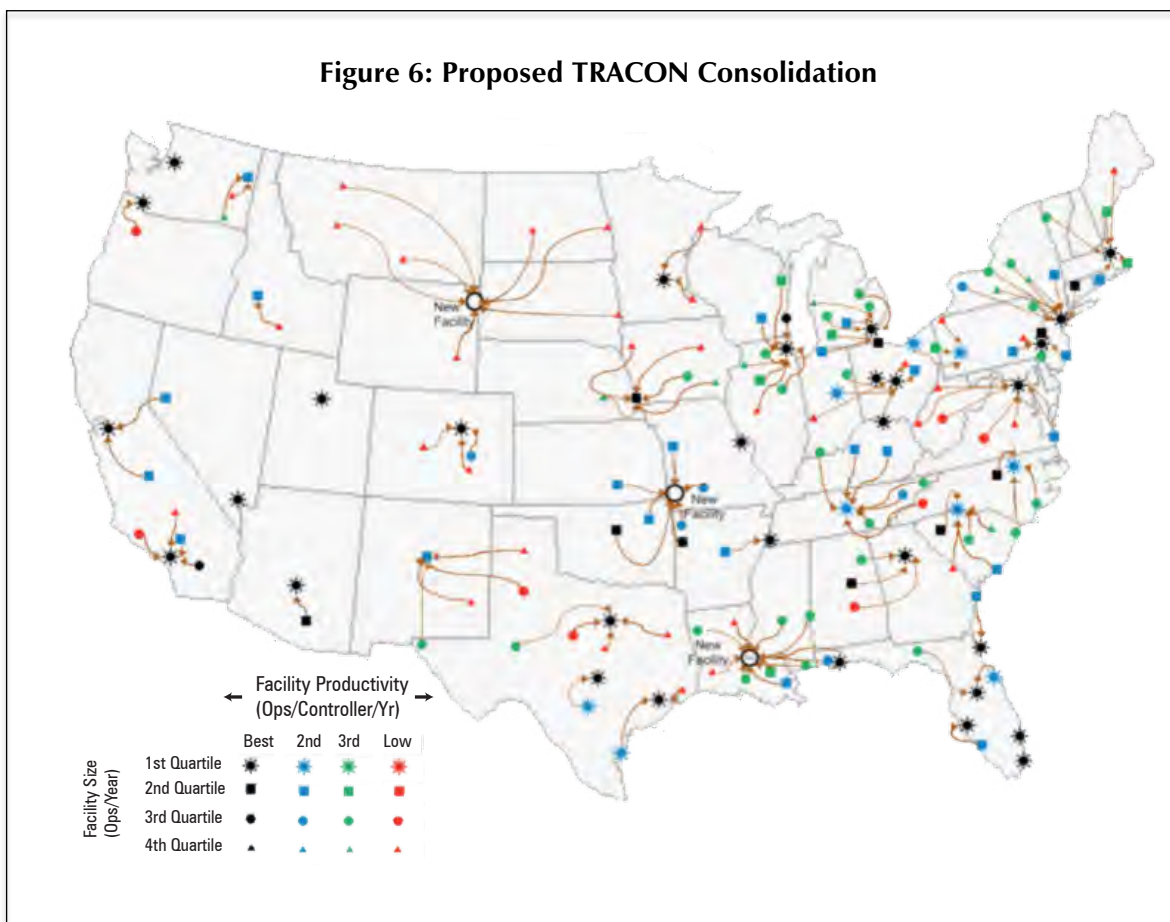 Figure 6: Proposed TRACON Consolidation
New
Facility
New
Facility
New
Facility
Facility Productivity
(Ops/Controller/Yr)
Best 2nd 3rd Low
Facility Size
(Ops/Year)
1st Quartile
2nd Quartile
3rd Quartile
4th Quartile